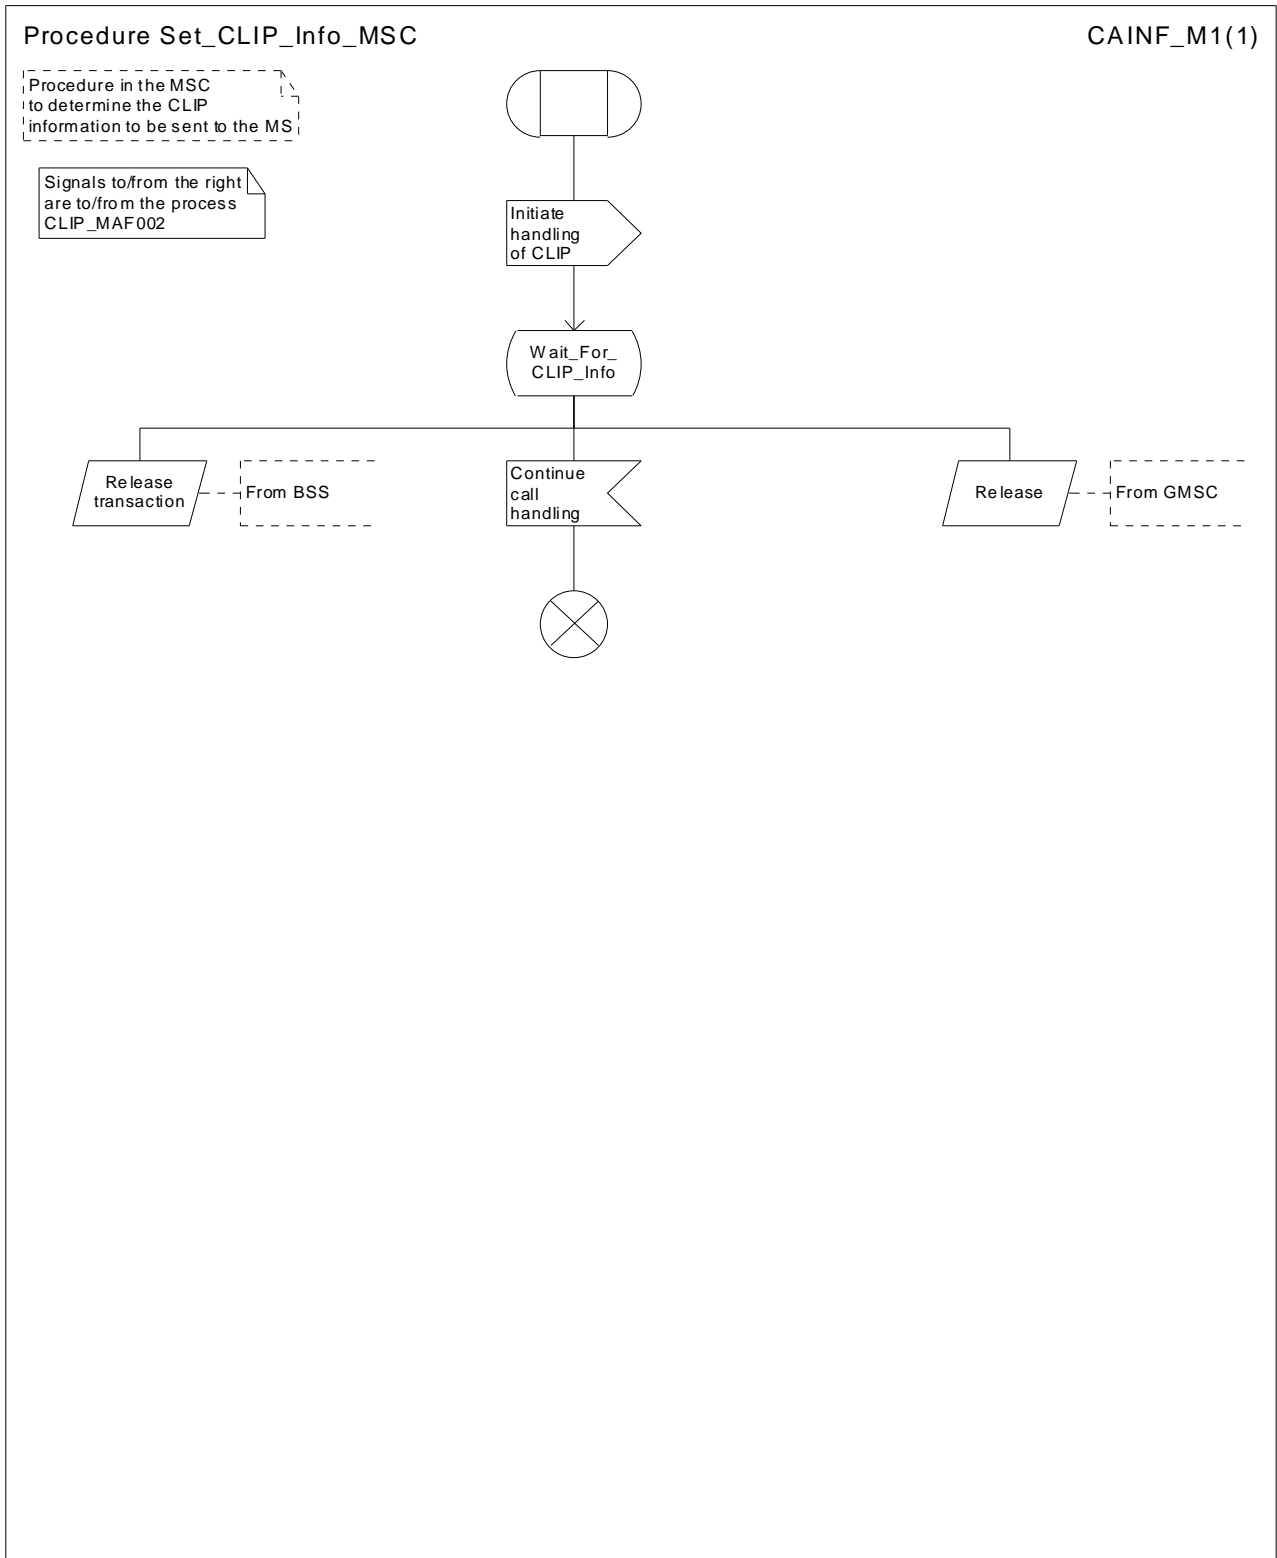 Procedure Set_CLIP_Info_MSC
CAINF_M1(1)
Procedure in the MSC
to determine the CLIP
information to be sent to the MS
Signals to/from the right
are to/from the process
CLIP_MAF002
Initiate
handling
of CLIP
Wait_For_
CLIP_Info
Release
transaction
From BSS
Continue
call
handling
Release
From GMSC